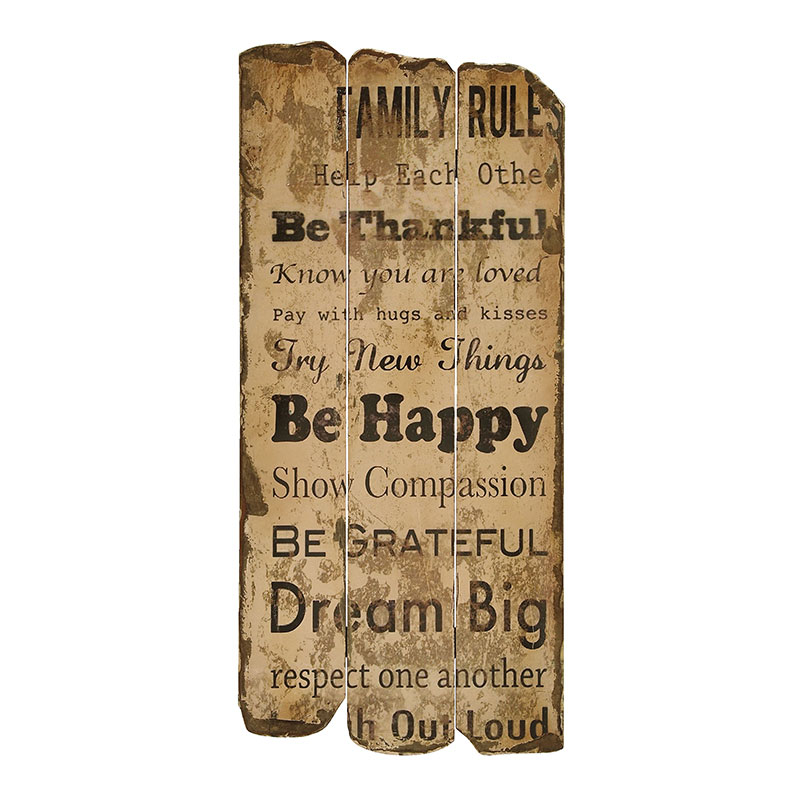 FAMILY RULES
Help Each Othe
Be Thankful
Know you are loved
Pay with hugs and kisses
Try New Things
Be Happy
Show Compassion
BE GRATEFUL
Dream Big
respect one another
h Out Loud